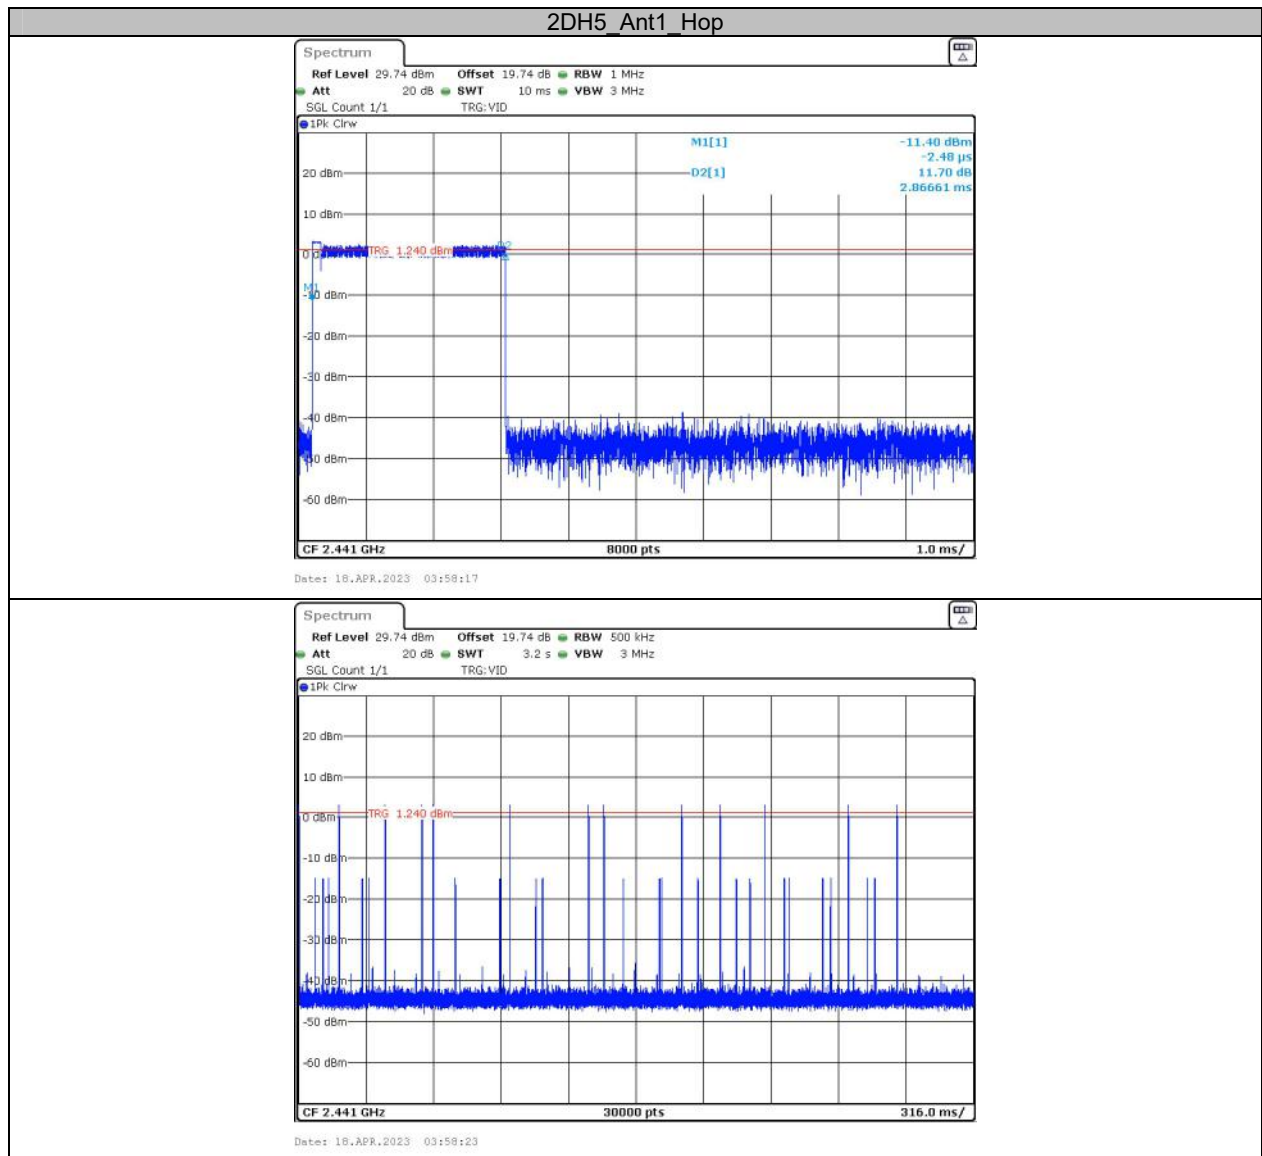 2DH5_Ant1_Hop
Spectrum
Ref Level 29.74 dBm Offset 19.74 dB RBW 1 MHz
Att 20 dB SWT 10 ms VBW 3 MHz
SGL Count 1/1 TRG:VID
1Pk Clrw
M1[1] -11.40 dBm
-2.48 µs
20 dBm D2[1] 11.70 dB
2.86661 ms
10 dBm
D2
TRG 1.240 dBm
0 d
M1
-10 dBm
-20 dBm
-30 dBm
-40 dBm
-50 dBm
-60 dBm
CF 2.441 GHz 8000 pts 1.0 ms/
Date: 18.APR.2023 03:58:17
Spectrum
Ref Level 29.74 dBm Offset 19.74 dB RBW 500 kHz
Att 20 dB SWT 3.2 s VBW 3 MHz
SGL Count 1/1 TRG:VID
1Pk Clrw
20 dBm
10 dBm
TRG 1.240 dBm
0 dBm
-10 dBm
-20 dBm
-30 dBm
-40 dBm
-50 dBm
-60 dBm
CF 2.441 GHz 30000 pts 316.0 ms/
Date: 18.APR.2023 03:58:23